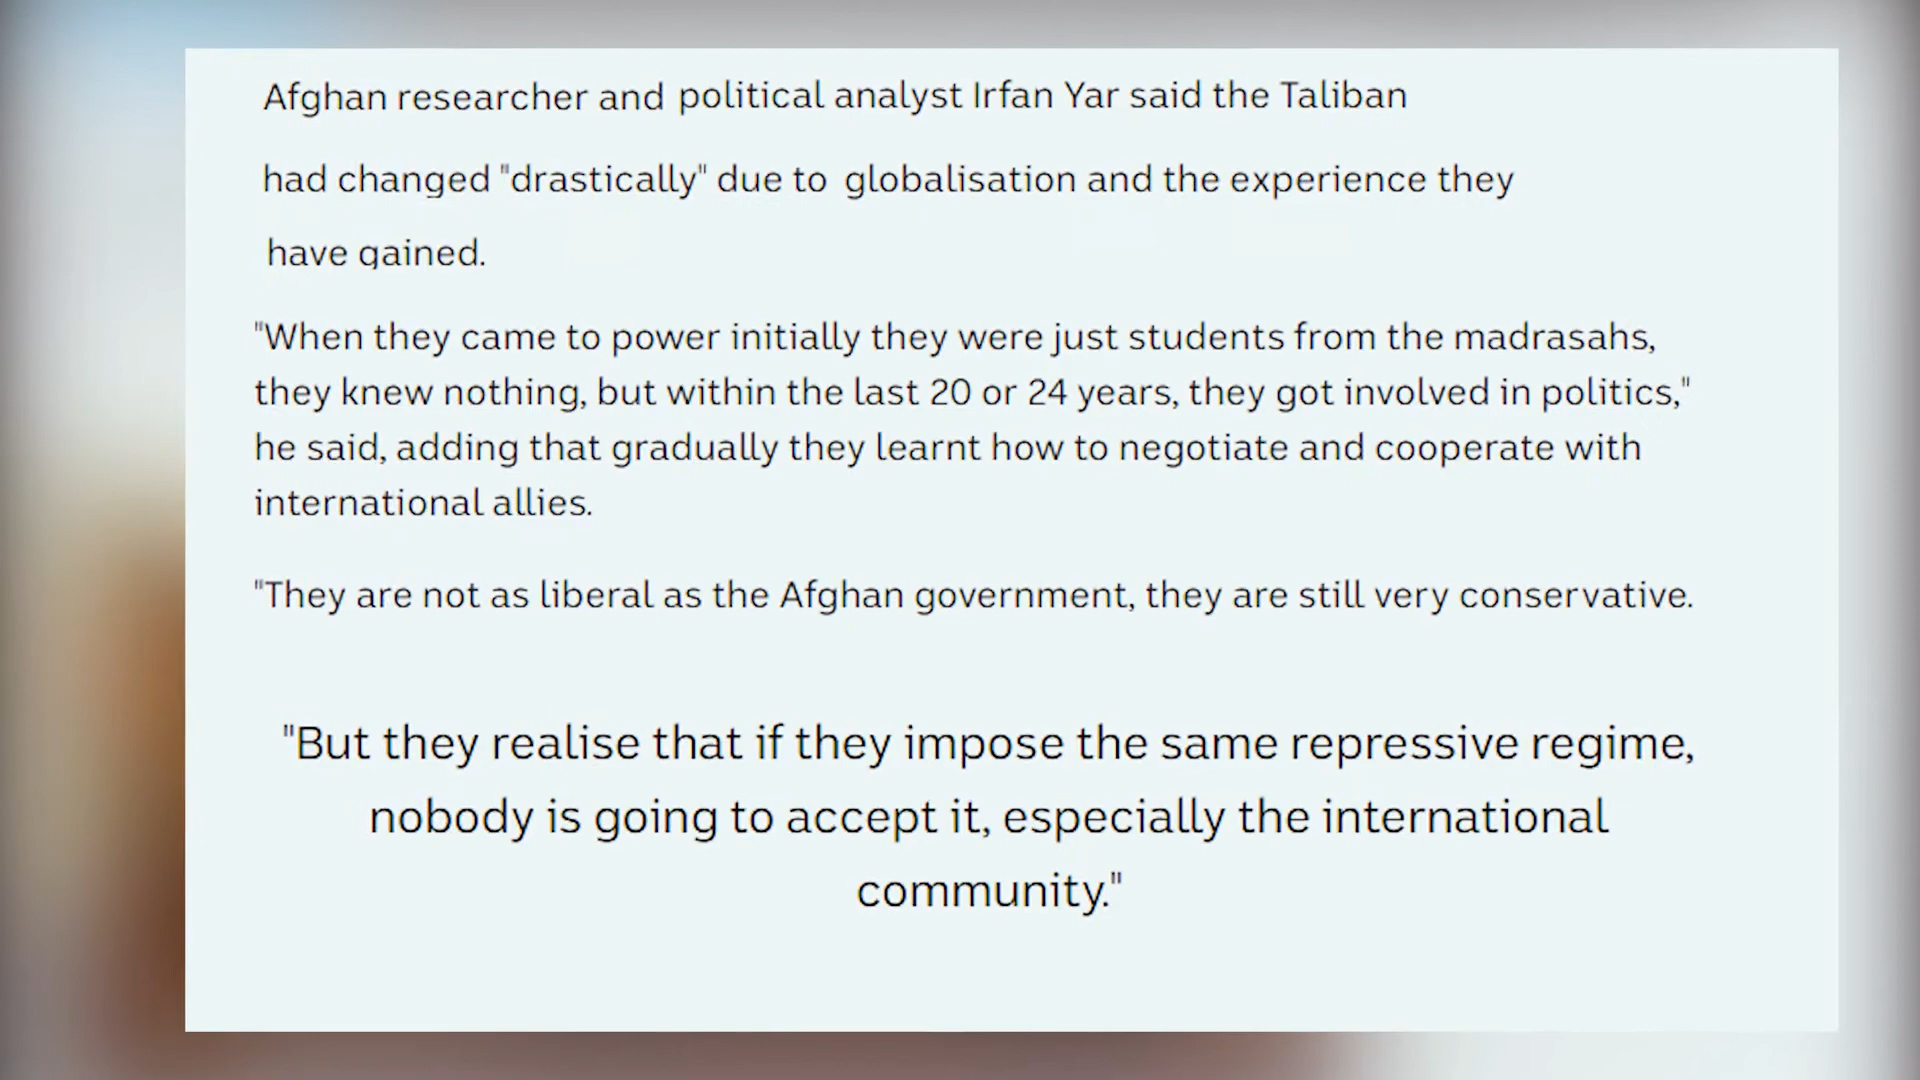 Afghan researcher and political analyst Irfan Yar said the Taliban
had changed "drastically" due to globalisation and the experience they
have gained.
"When they came to power initially they were just students from the madrasahs,
they knew nothing, but within the last 20 or 24 years, they got involved in politics,"
he said, adding that gradually they learnt how to negotiate and cooperate with
international allies.
"They are not as liberal as the Afghan government, they are still very conservative.
"But they realise that if they impose the same repressive regime,
nobody is going to accept it, especially the international
community."